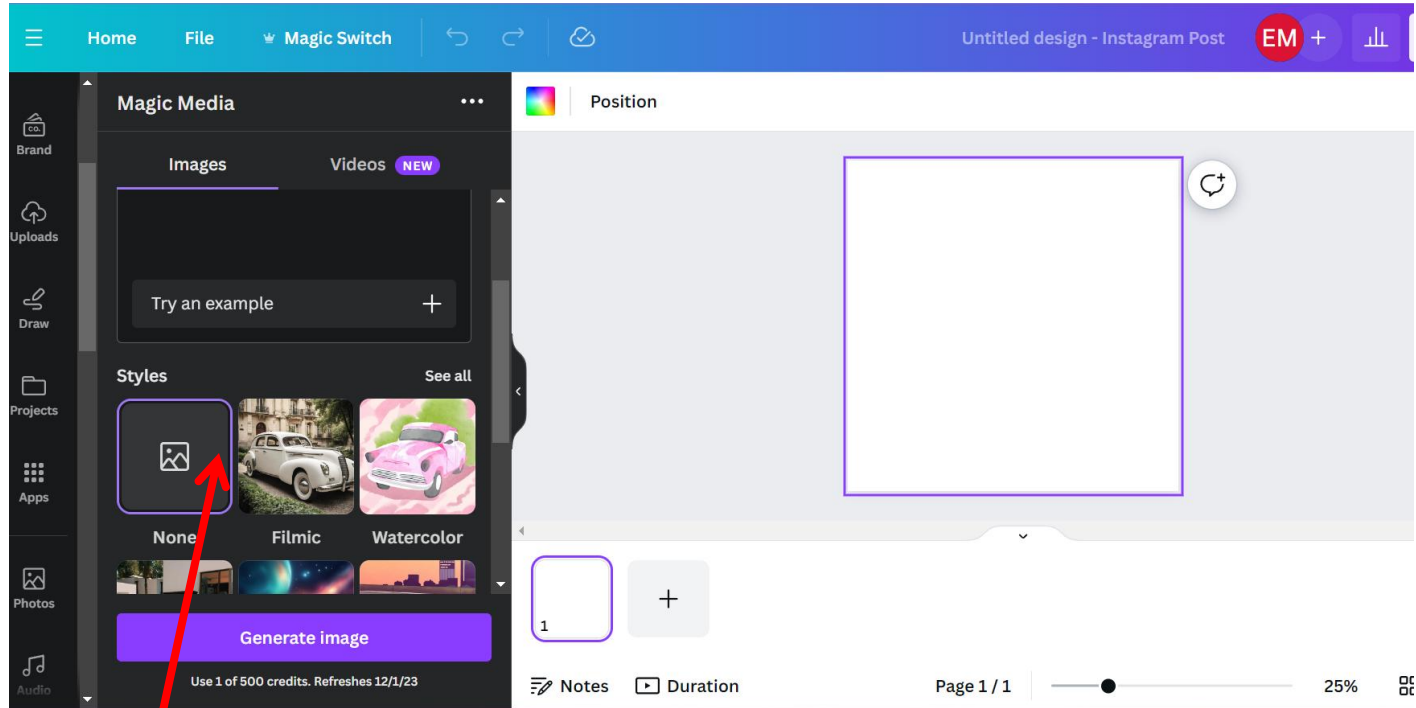 Home File Magic Switch Untitled design - Instagram Post EM +
CO.
Brand
Uploads
Draw
Projects
Apps
Photos
Audio
Magic Media
Images Videos NEW
Try an example
Styles See all
None Filmic Watercolor
Generate image
Use 1 of 500 credits. Refreshes 12/1/23
Position
1
Notes Duration Page 1 / 1 25%